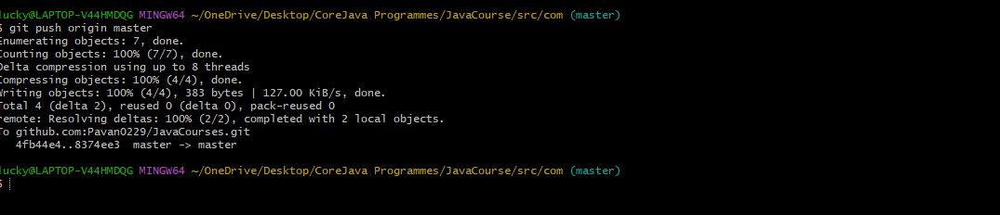 lucky@LAPTOP-V44HMDQG MINGW64 ~/OneDrive/Desktop/CoreJava Programmes/JavaCourse/src/com (master)
$ git push origin master
Enumerating objects: 7, done.
Counting objects: 100% (7/7), done.
Delta compression using up to 8 threads
Compressing objects: 100% (4/4), done.
Writing objects: 100% (4/4), 383 bytes | 127.00 KiB/s, done.
Total 4 (delta 2), reused 0 (delta 0), pack-reused 0
remote: Resolving deltas: 100% (2/2), completed with 2 local objects.
To github.com:Pavan0229/JavaCourses.git
   4fb44e4..8374ee3  master -> master
lucky@LAPTOP-V44HMDQG MINGW64 ~/OneDrive/Desktop/CoreJava Programmes/JavaCourse/src/com (master)
$